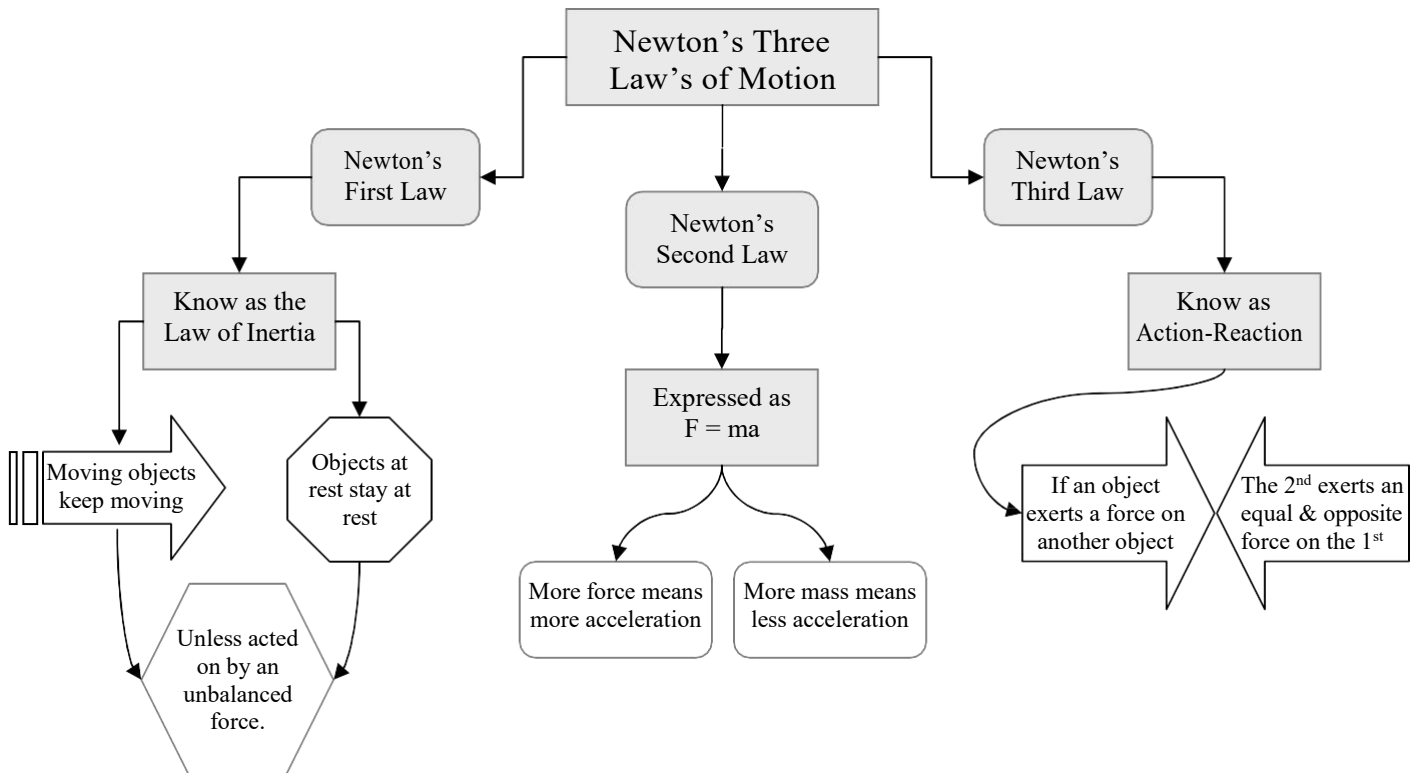 Newton’s Three
Law’s of Motion
Newton’s
First Law
Newton’s
Second Law
Newton’s
Third Law
Know as the
Law of Inertia
Know as
Action-Reaction
Expressed as
F = ma
Moving objects
keep moving
Objects at
rest stay at
rest
If an object
exerts a force on
another object
The 2nd exerts an
equal & opposite
force on the 1st
More force means
more acceleration
More mass means
less acceleration
Unless acted
on by an
unbalanced
force.